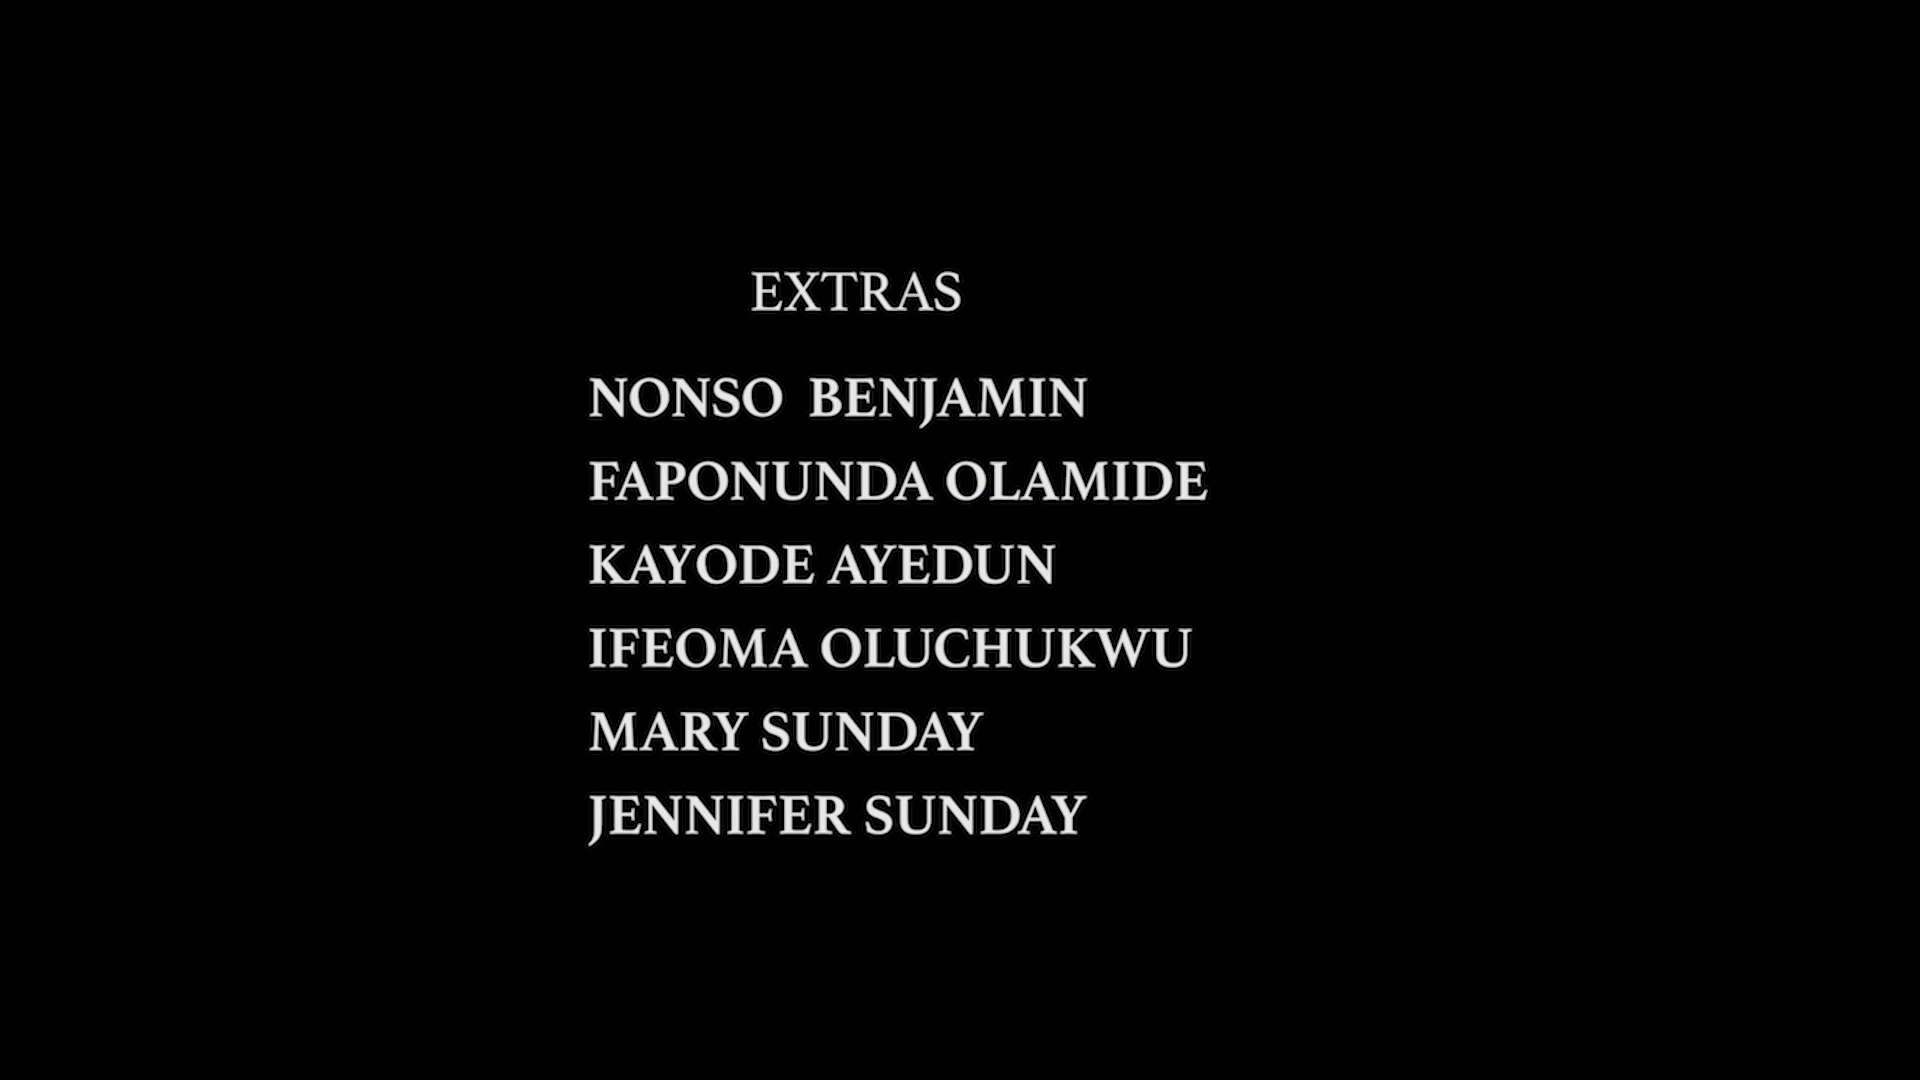 EXTRAS
NONSO  BENJAMIN
FAPONUNDA OLAMIDE
KAYODE AYEDUN
IFEOMA OLUCHUKWU
MARY SUNDAY
JENNIFER SUNDAY